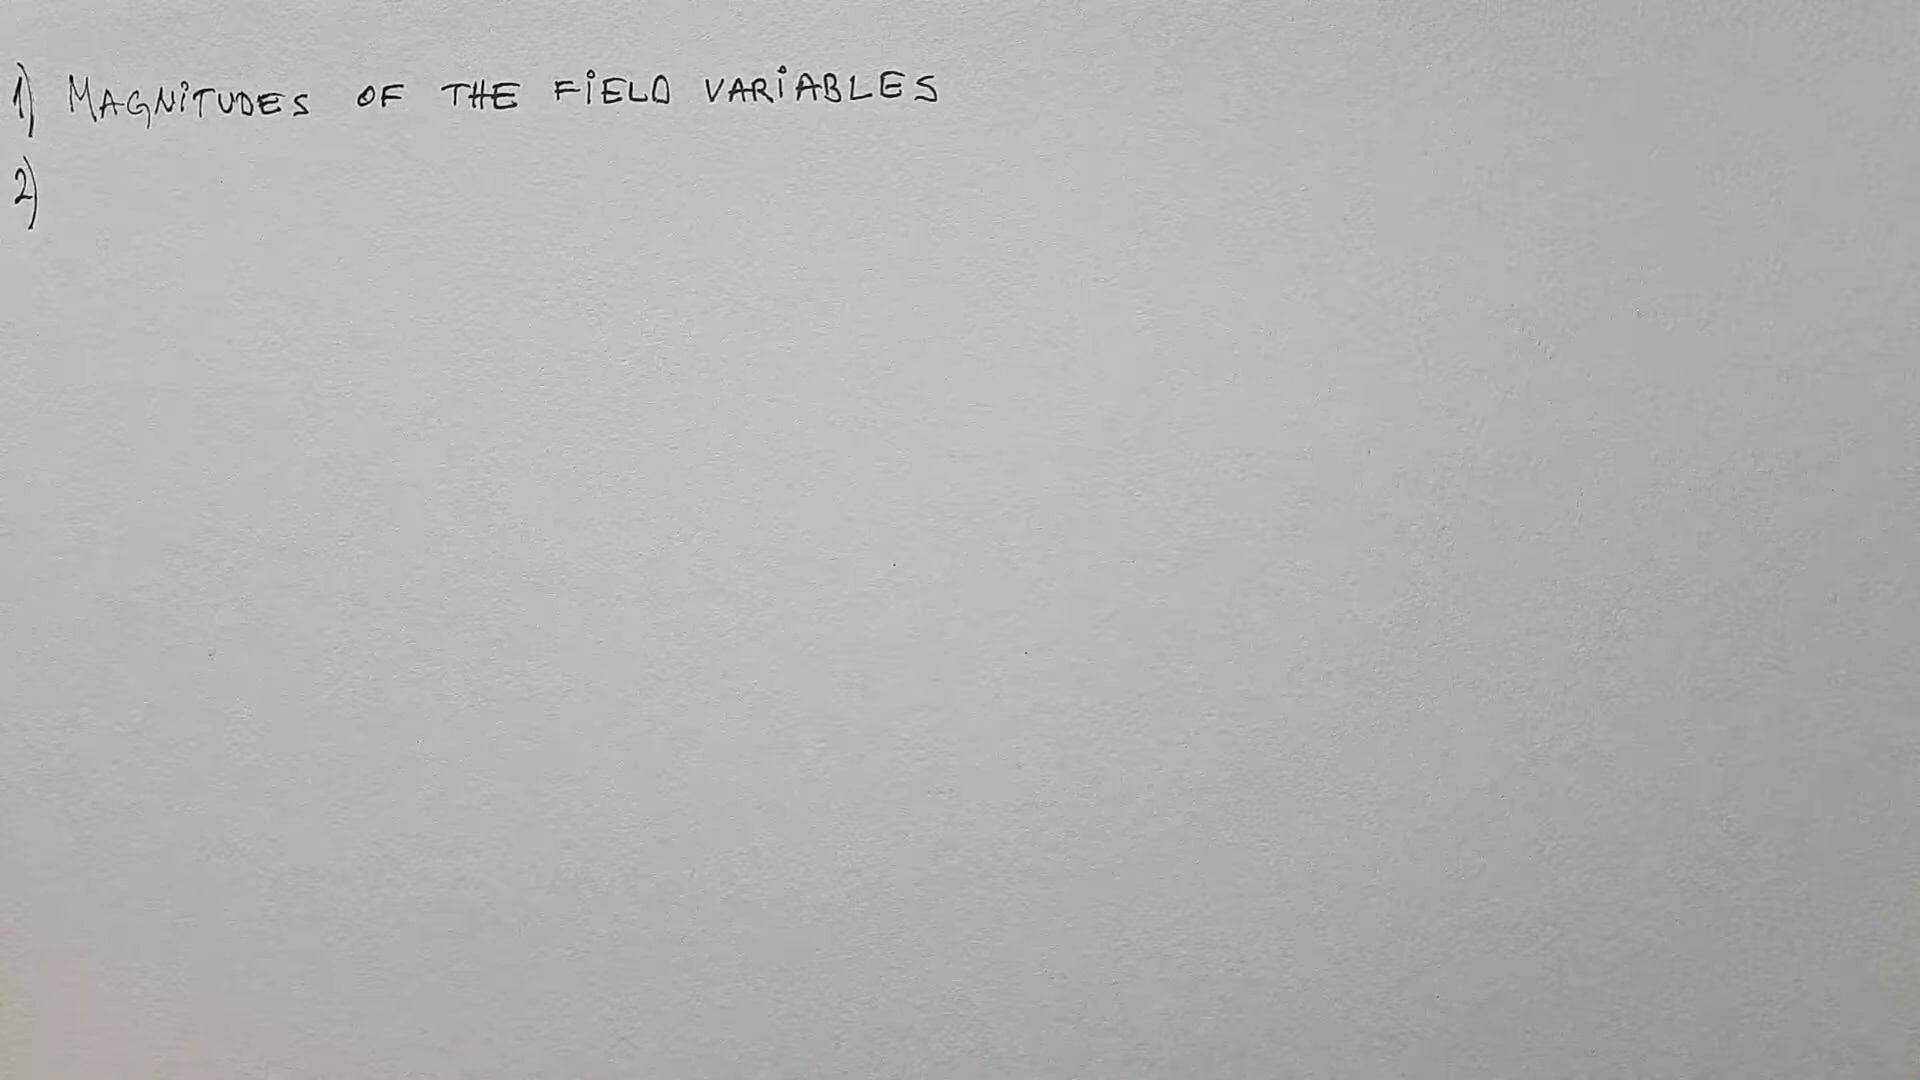 1) MAGNITUDES OF THE FIELD VARIABLES
2)